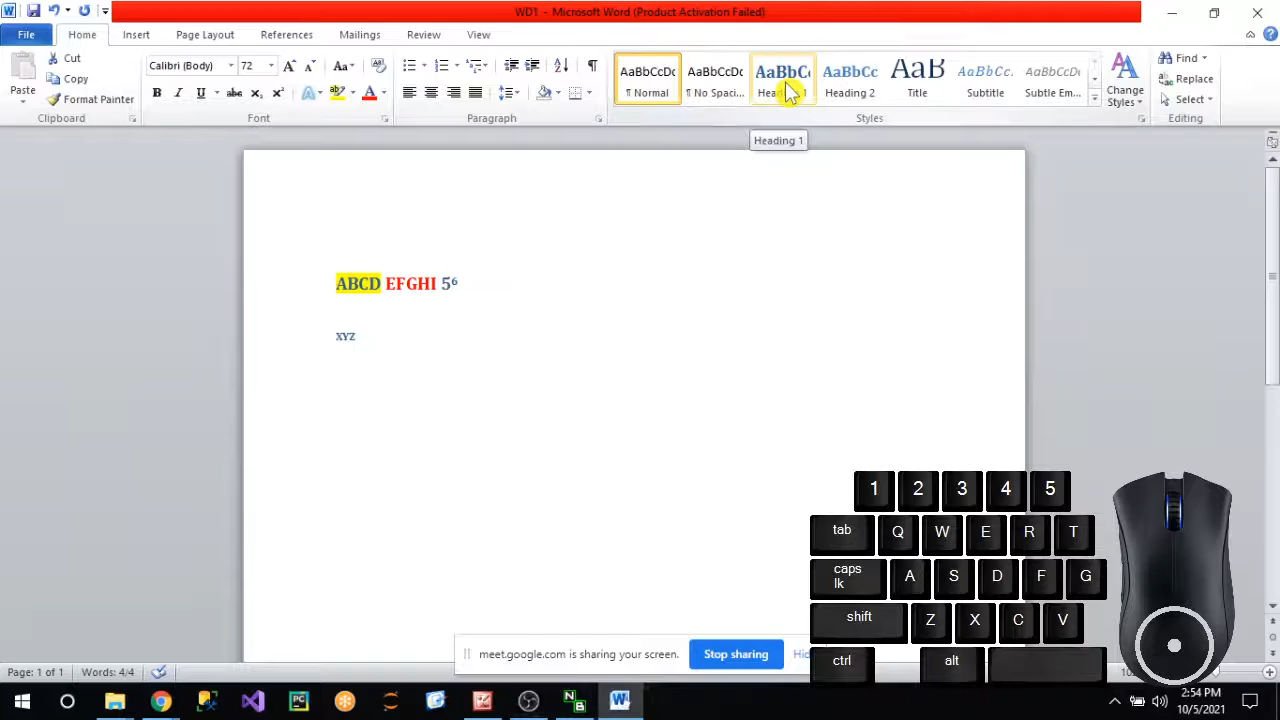 WD1 - Microsoft Word (Product Activation Failed)
File Home Insert Page Layout References Mailings Review View
Paste Cut Copy Format Painter
Clipboard
Calibri (Body) 72
Font
Paragraph
AaBbCcDc AaBbCcDc AaBbCc AaBbCc AaB AaBbCc. AaBbCcDc
¶ Normal ¶ No Spaci... 1 Heading 2 Title Subtitle Subtle Em...
Change Styles
Styles
Find
Replace
Select
Editing
Heading 1
ABCD EFGHI 5⁶
XYZ
1 2 3 4 5
tab Q W E R T
caps lk A S D F G
shift Z X C V
ctrl alt
meet.google.com is sharing your screen. Stop sharing
Page: 1 of 1 Words: 4/4
2:54 PM
10/5/2021